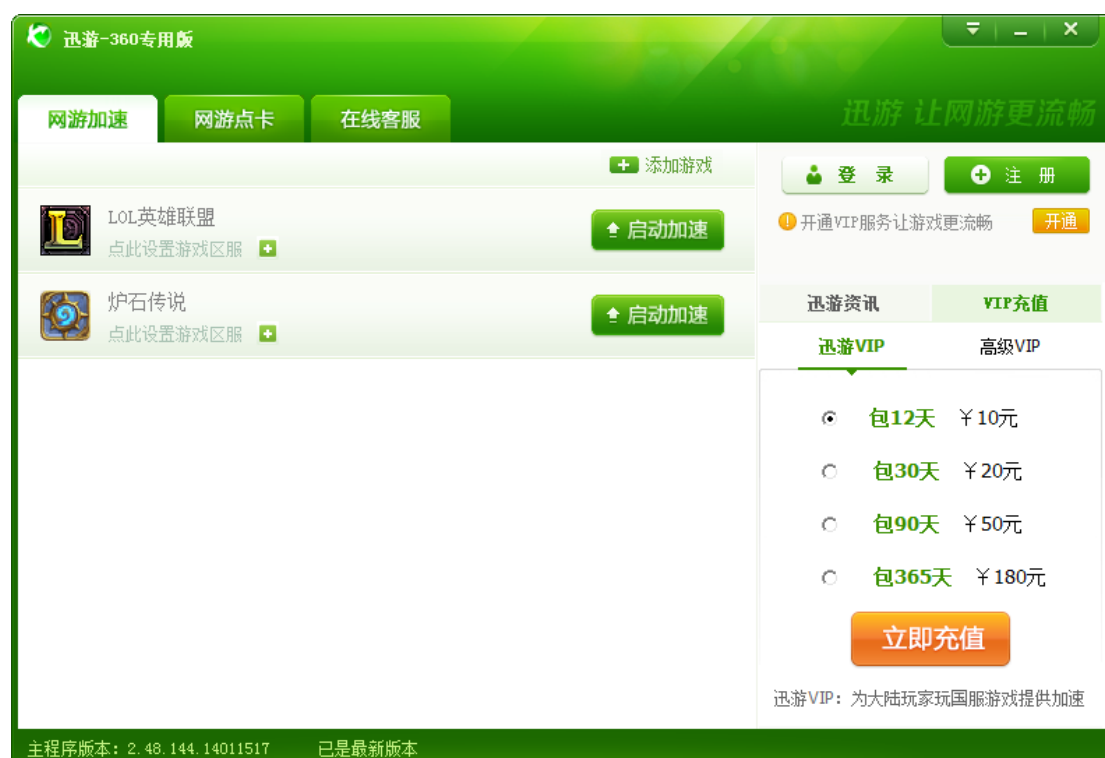 迅游-360专用版
网游加速 网游点卡 在线客服
迅游 让网游更流畅
添加游戏
LOL英雄联盟
点此设置游戏区服
启动加速
炉石传说
点此设置游戏区服
启动加速
登 录 注 册
开通VIP服务让游戏更流畅 开通
迅游资讯 VIP充值
迅游VIP 高级VIP
包12天 ￥10元
包30天 ￥20元
包90天 ￥50元
包365天 ￥180元
立即充值
迅游VIP: 为大陆玩家玩国服游戏提供加速
主程序版本: 2.48.144.14011517 已是最新版本